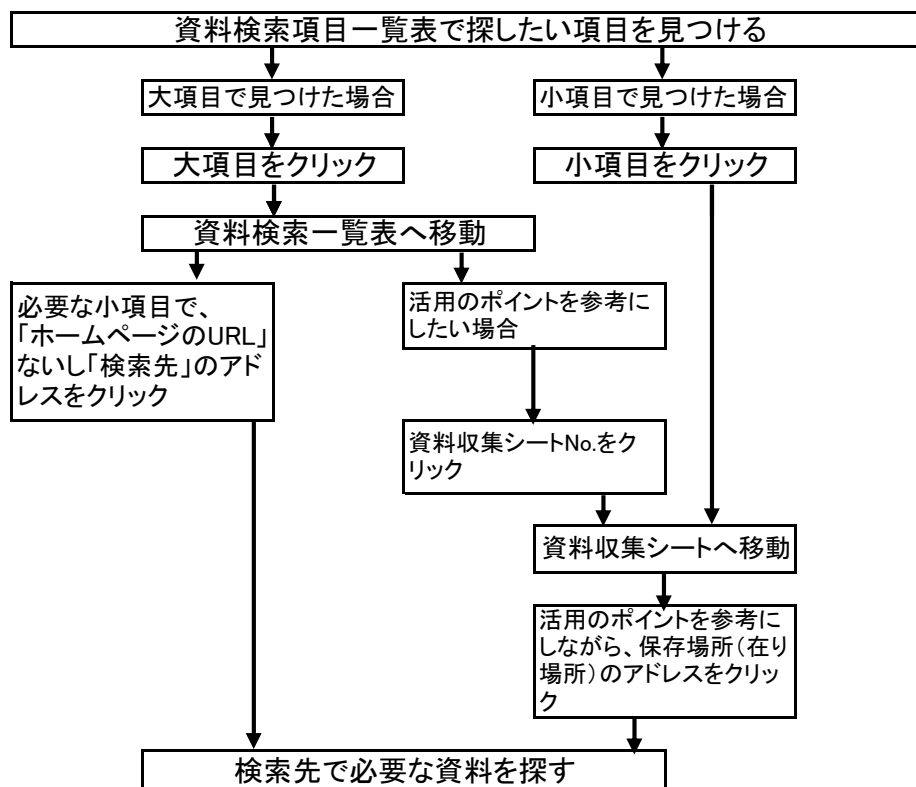 資料検索項目一覧表で探したい項目を見つける
大項目で見つけた場合
小項目で見つけた場合
大項目をクリック
小項目をクリック
資料検索一覧表へ移動
必要な小項目で、
「ホームページのURL」
ないし「検索先」のアド
レスをクリック
活用のポイントを参考に
したい場合
資料収集シートNo.をク
リック
資料収集シートへ移動
活用のポイントを参考に
しながら、保存場所(在り
場所)のアドレスをクリッ
ク
検索先で必要な資料を探す